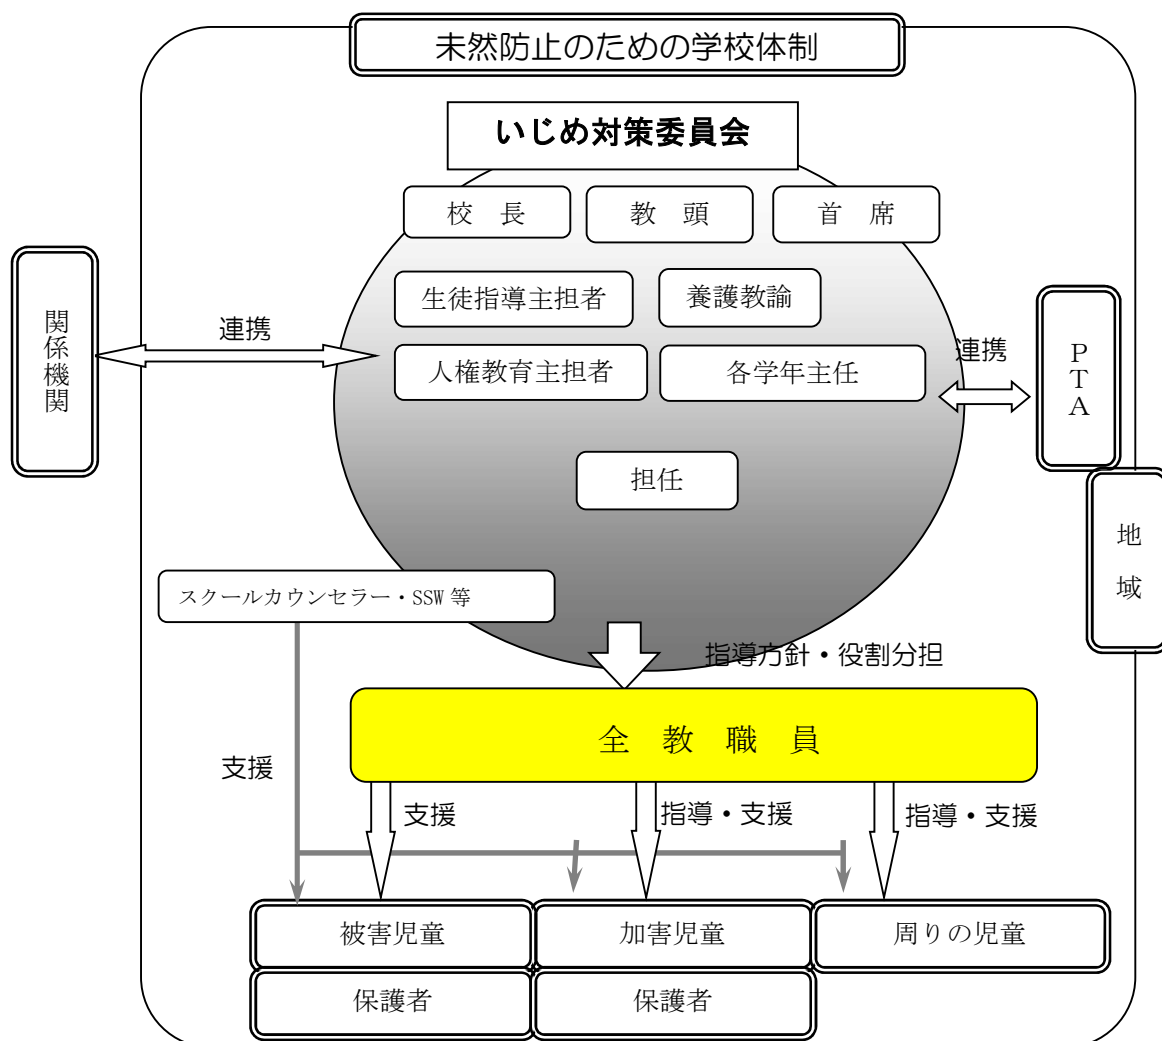 未然防止のための学校体制
いじめ対策委員会
校 長
教 頭
首 席
生徒指導主担者
養護教諭
人権教育主担者
各学年主任
担任
関係機関
連携
連携
PTA
地域
スクールカウンセラー・SSW 等
指導方針・役割分担
全 教 職 員
支援
支援
指導・支援
指導・支援
被害児童
加害児童
周りの児童
保護者
保護者